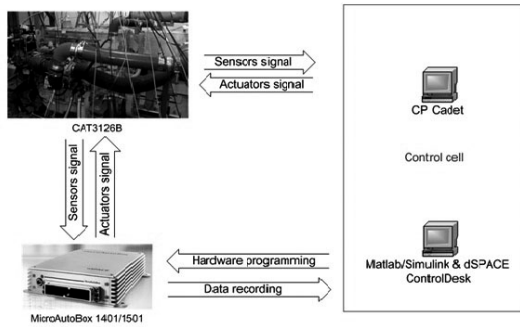 Sensors signal
Actuators signal
CAT3126B
CP Cadet
Control cell
Sensors signal
Actuators signal
Hardware programming
Data recording
Matlab/Simulink & dSPACE
ControlDesk
MicroAutoBox 1401/1501